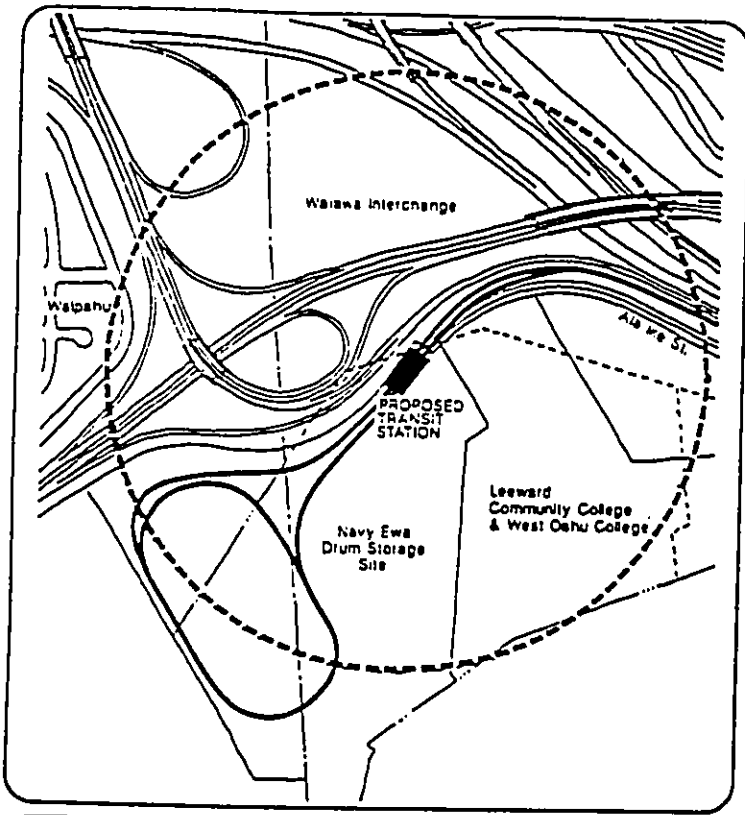 Waiawa Interchange
Waipahu
Ala Ike St.
PROPOSED
TRANSIT
STATION
Leeward
Community College
& West Oahu College
Navy Ewa
Drum Storage
Site